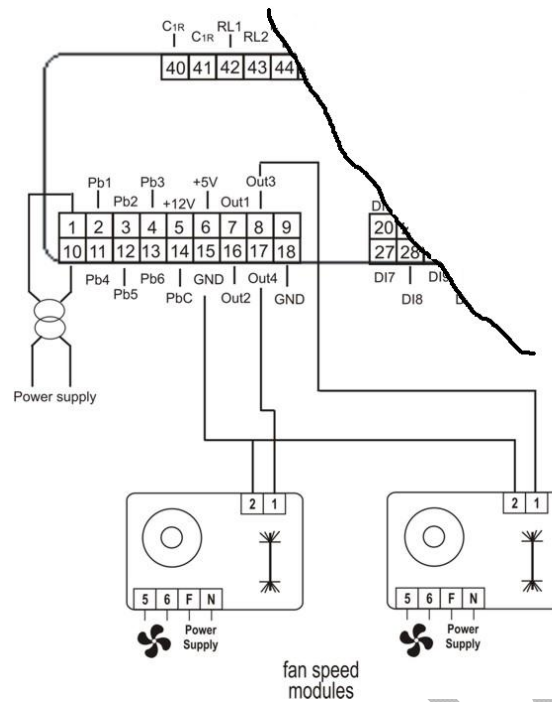 C1R RL1
C1R RL2
40 41 42 43 44
Pb1 Pb3 +5V Out3
Pb2 +12V Out1
1 2 3 4 5 6 7 8 9
10 11 12 13 14 15 16 17 18
Pb4 Pb6 GND Out4
Pb5 PbC Out2 GND
DI
20
27 28
DI7 DI9
DI8 D
Power supply
2 1
2 1
5 6 F N
5 6 F N
Power
Supply
Power
Supply
fan speed
modules